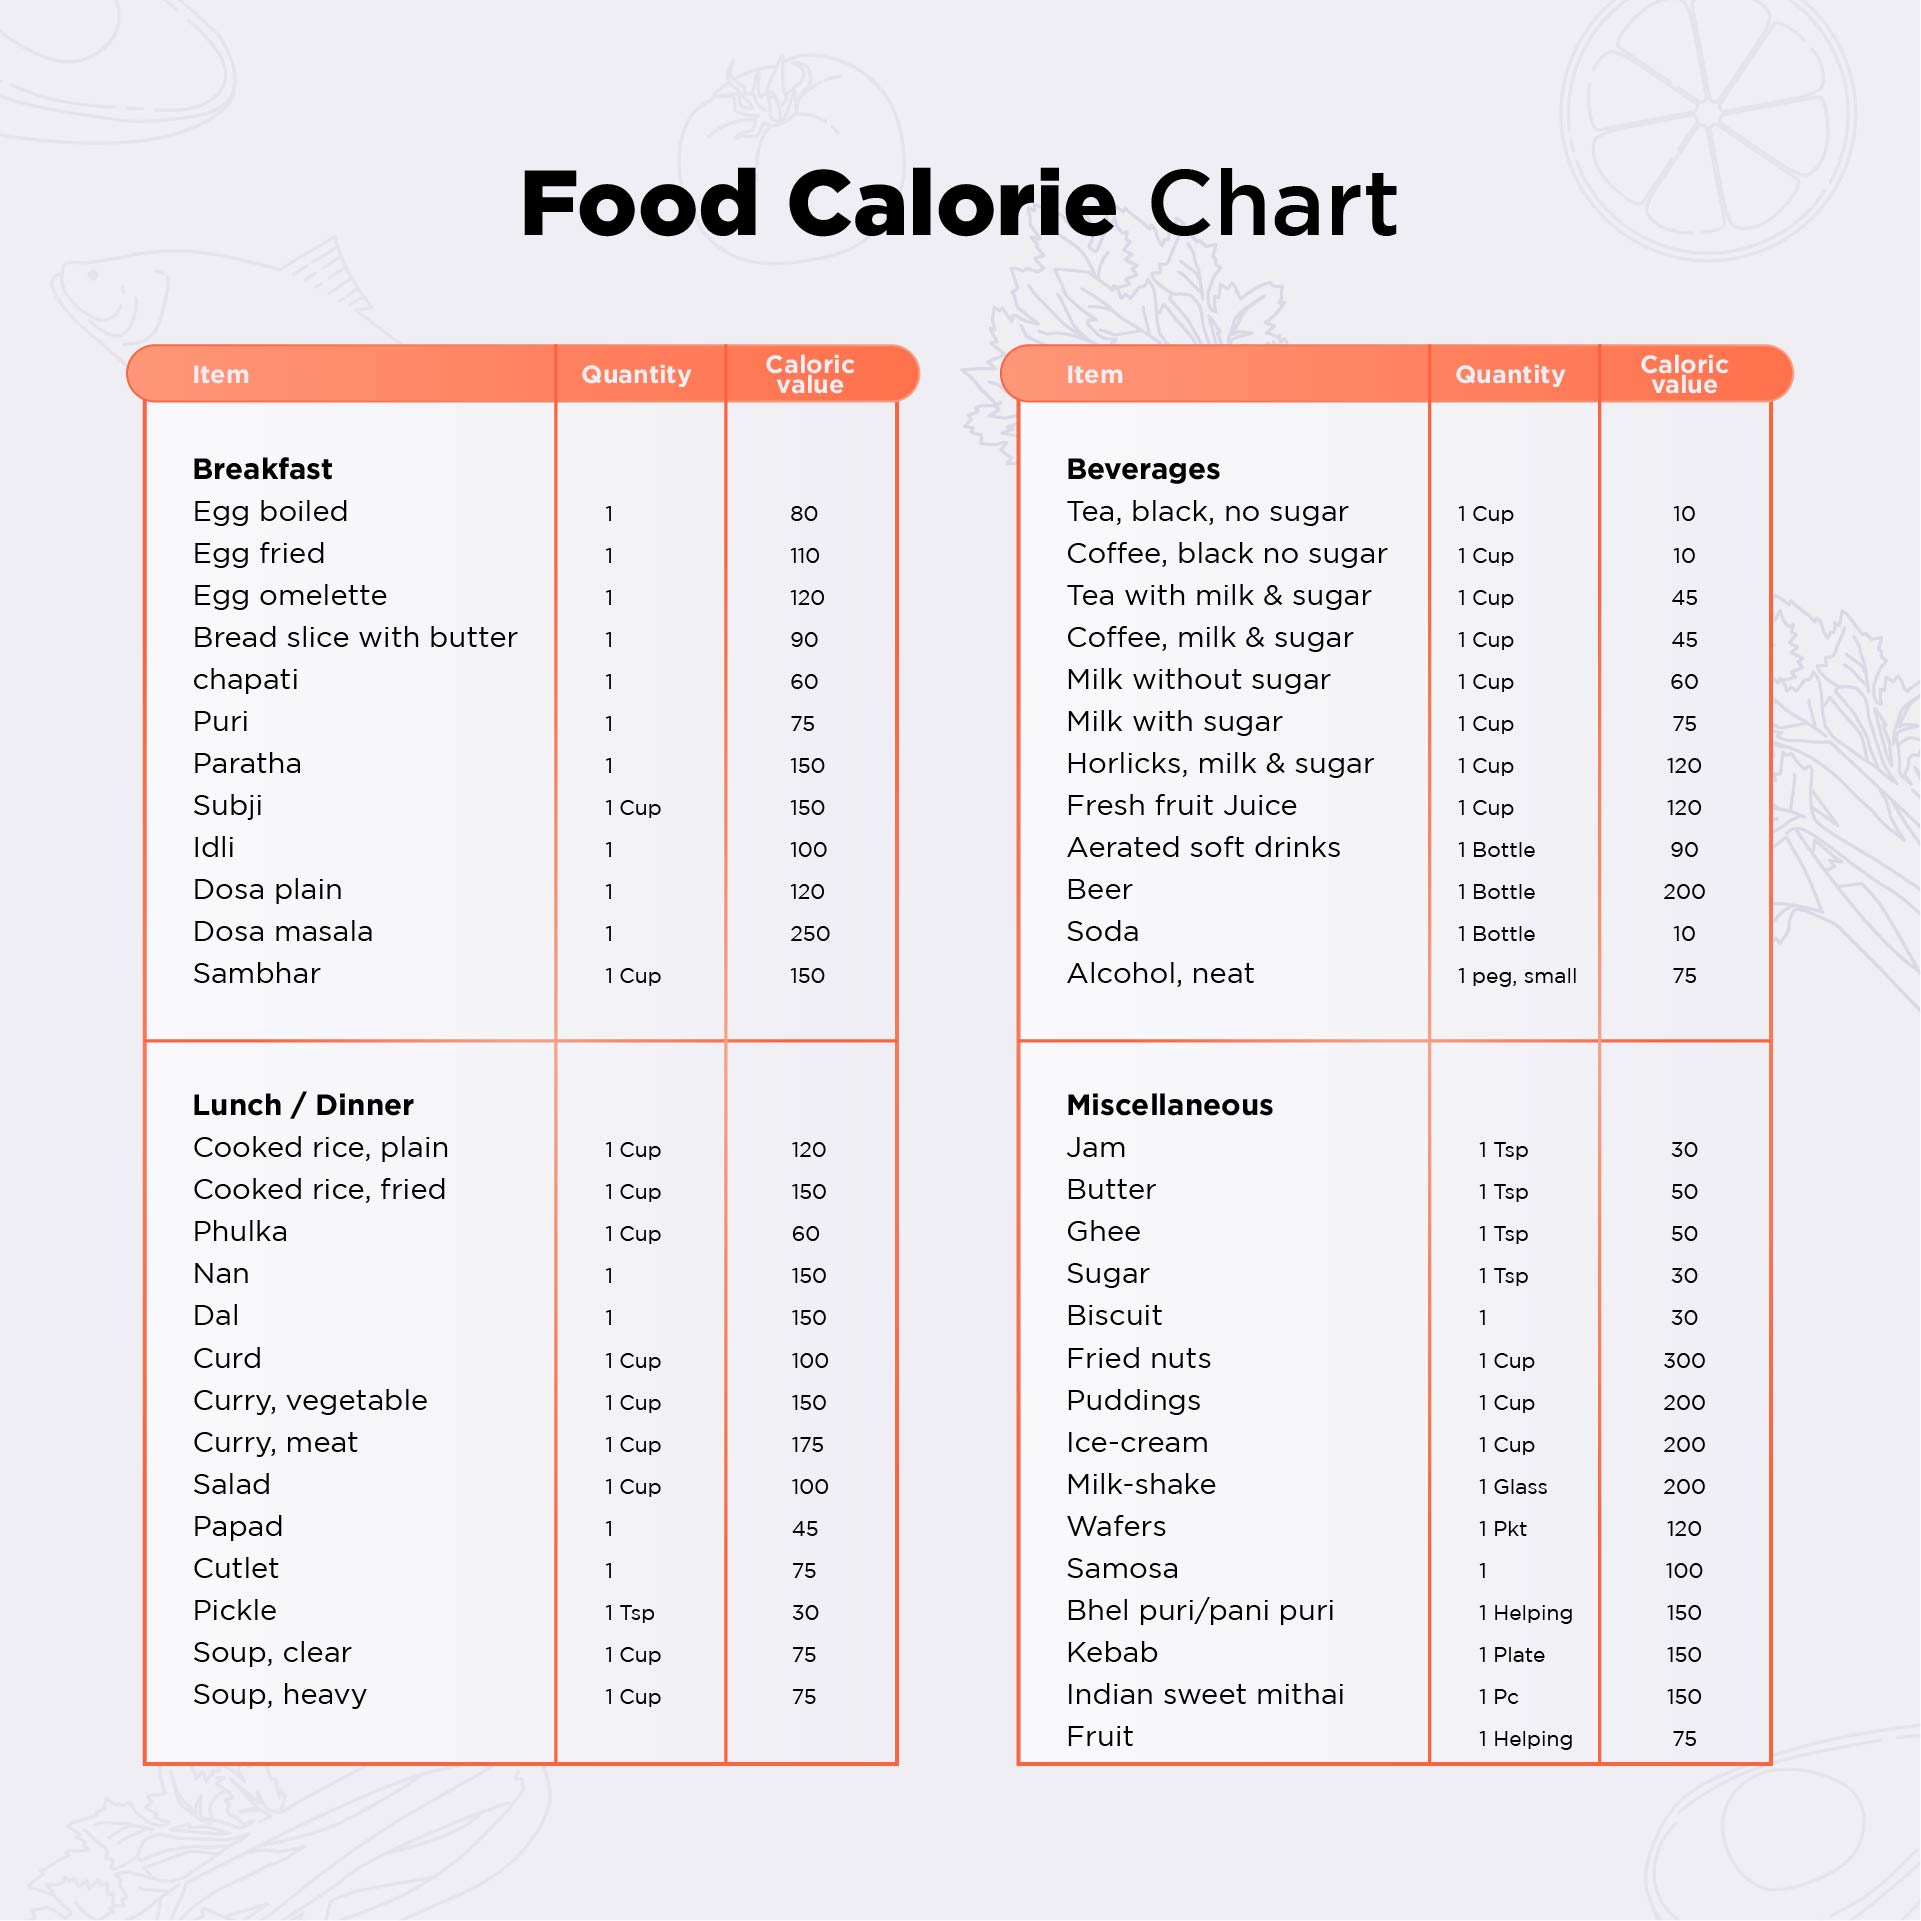 Food Calorie Chart
Item Quantity Caloric value
Breakfast
Egg boiled 1 80
Egg fried 1 110
Egg omelette 1 120
Bread slice with butter 1 90
chapati 1 60
Puri 1 75
Paratha 1 150
Subji 1 Cup 150
Idli 1 100
Dosa plain 1 120
Dosa masala 1 250
Sambhar 1 Cup 150
Lunch / Dinner
Cooked rice, plain 1 Cup 120
Cooked rice, fried 1 Cup 150
Phulka 1 Cup 60
Nan 1 150
Dal 1 150
Curd 1 Cup 100
Curry, vegetable 1 Cup 150
Curry, meat 1 Cup 175
Salad 1 Cup 100
Papad 1 45
Cutlet 1 75
Pickle 1 Tsp 30
Soup, clear 1 Cup 75
Soup, heavy 1 Cup 75
Item Quantity Caloric value
Beverages
Tea, black, no sugar 1 Cup 10
Coffee, black no sugar 1 Cup 10
Tea with milk & sugar 1 Cup 45
Coffee, milk & sugar 1 Cup 45
Milk without sugar 1 Cup 60
Milk with sugar 1 Cup 75
Horlicks, milk & sugar 1 Cup 120
Fresh fruit Juice 1 Cup 120
Aerated soft drinks 1 Bottle 90
Beer 1 Bottle 200
Soda 1 Bottle 10
Alcohol, neat 1 peg, small 75
Miscellaneous
Jam 1 Tsp 30
Butter 1 Tsp 50
Ghee 1 Tsp 50
Sugar 1 Tsp 30
Biscuit 1 30
Fried nuts 1 Cup 300
Puddings 1 Cup 200
Ice-cream 1 Cup 200
Milk-shake 1 Glass 200
Wafers 1 Pkt 120
Samosa 1 100
Bhel puri/pani puri 1 Helping 150
Kebab 1 Plate 150
Indian sweet mithai 1 Pc 150
Fruit 1 Helping 75